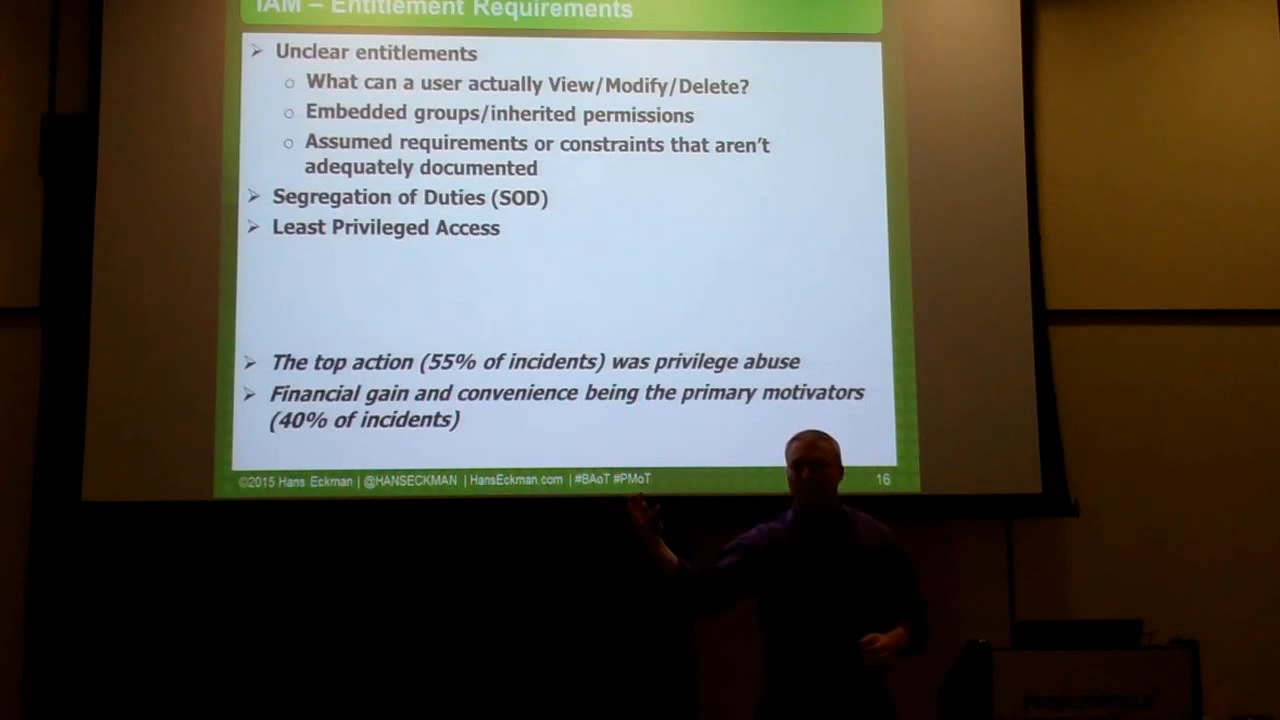 IAM – Entitlement Requirements
Unclear entitlements
What can a user actually View/Modify/Delete?
Embedded groups/inherited permissions
Assumed requirements or constraints that aren't
adequately documented
Segregation of Duties (SOD)
Least Privileged Access
The top action (55% of incidents) was privilege abuse
Financial gain and convenience being the primary motivators
(40% of incidents)
©2015 Hans Eckman | @HANSECKMAN | HansEckman.com | #BAoT #PMoT 16